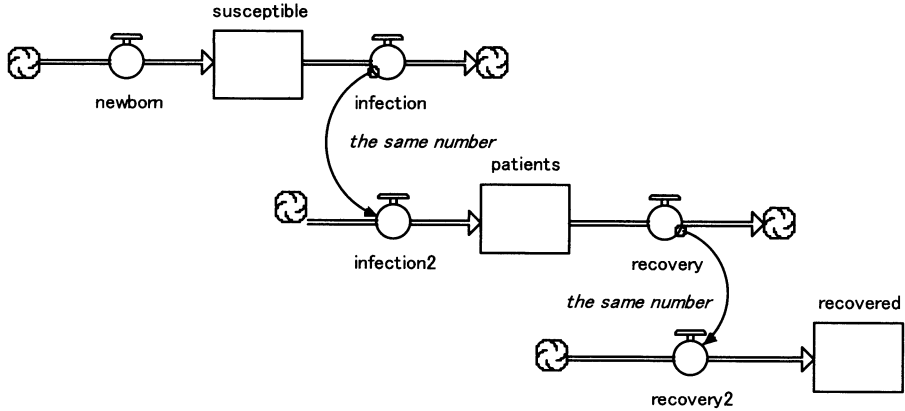 susceptible
newborn
infection
the same number
patients
infection2
recovery
the same number
recovered
recovery2